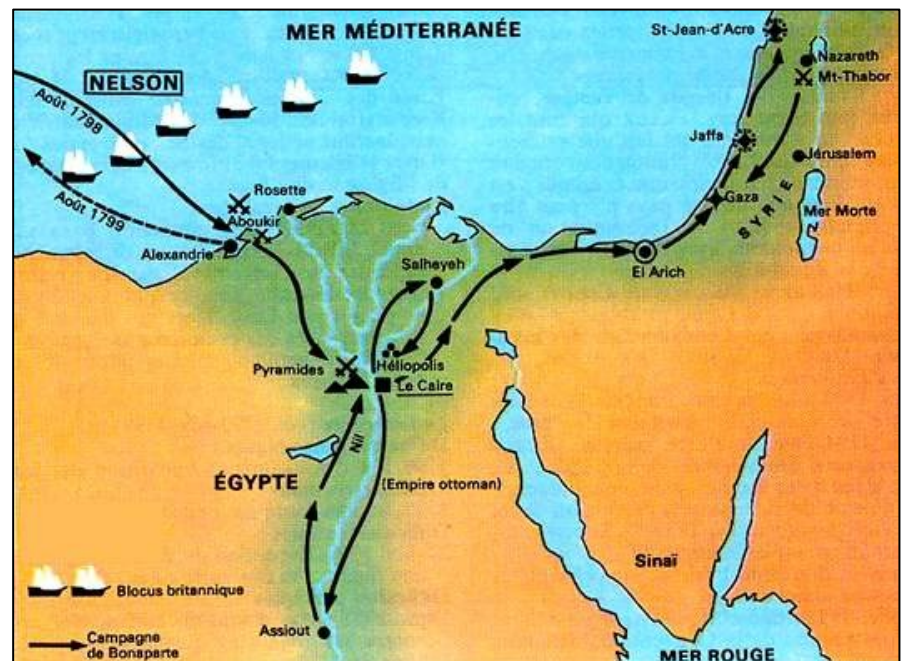 MER MÉDITERRANÉE
St-Jean-d'Acre
NELSON
Nazareth
Mt-Thabor
Août 1798
Jaffa
Jérusalem
Août 1799
Rosette
Aboukir
Gaza
SYRIE
Mer Morte
Alexandrie
Salheyeh
El Arich
Pyramides
Héliopolis
Le Caire
Nil
ÉGYPTE
(Empire ottoman)
Sinaï
Blocus britannique
Assiout
Campagne
de Bonaparte
MER ROUGE